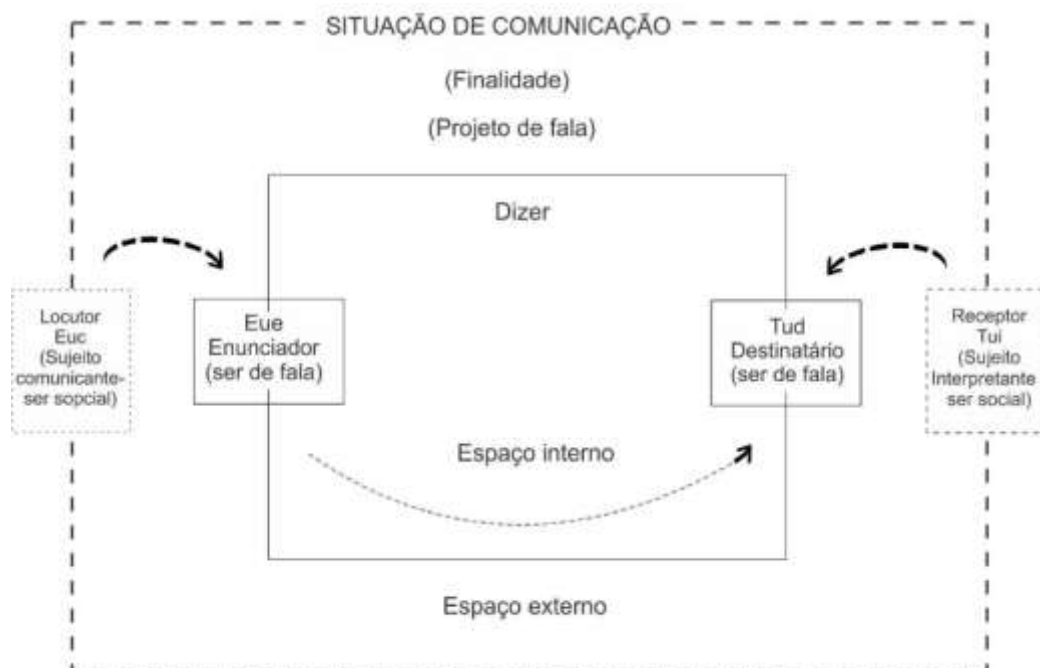 SITUAÇÃO DE COMUNICAÇÃO
(Finalidade)
(Projeto de fala)
Dizer
Locutor
Euc
(Sujeito
comunicante-
ser sopcial)
Eue
Enunciador
(ser de fala)
Tud
Destinatário
(ser de fala)
Receptor
Tui
(Sujeito
Interpretante
ser social)
Espaço interno
Espaço externo